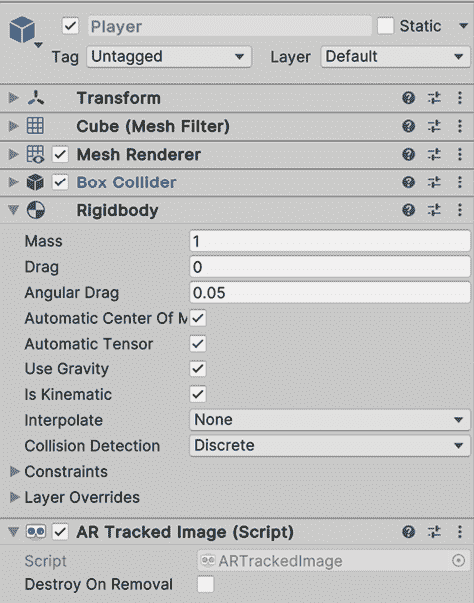 Player Static
Tag Untagged Layer Default
Transform
Cube (Mesh Filter)
Mesh Renderer
Box Collider
Rigidbody
Mass 1
Drag 0
Angular Drag 0.05
Automatic Center Of M
Automatic Tensor
Use Gravity
Is Kinematic
Interpolate None
Collision Detection Discrete
Constraints
Layer Overrides
AR Tracked Image (Script)
Script ARTrackedImage
Destroy On Removal